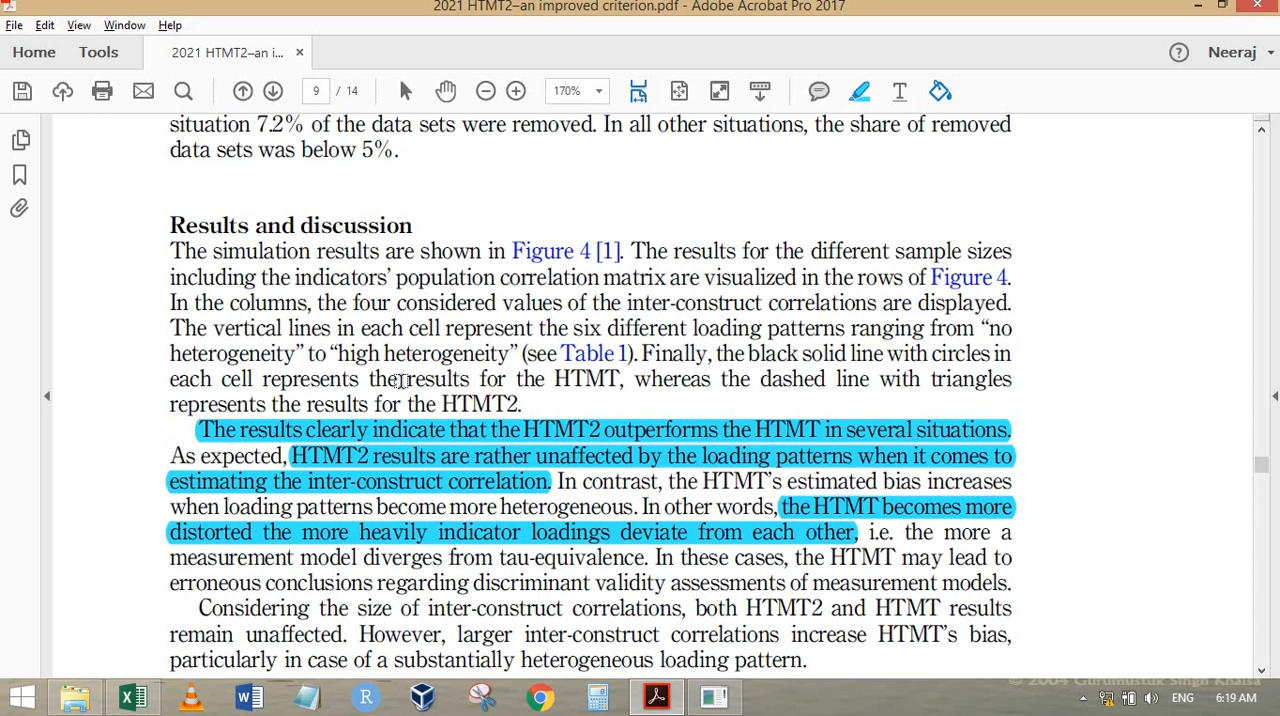 2021 HTMT2–an improved criterion.pdf - Adobe Acrobat Pro 2017
File Edit View Window Help
Home Tools 2021 HTMT2–an i... × Neeraj
9 / 14 170%
situation 7.2% of the data sets were removed. In all other situations, the share of removed
data sets was below 5%.
Results and discussion
The simulation results are shown in Figure 4 [1]. The results for the different sample sizes
including the indicators’ population correlation matrix are visualized in the rows of Figure 4.
In the columns, the four considered values of the inter-construct correlations are displayed.
The vertical lines in each cell represent the six different loading patterns ranging from “no
heterogeneity” to “high heterogeneity” (see Table 1). Finally, the black solid line with circles in
each cell represents the results for the HTMT, whereas the dashed line with triangles
represents the results for the HTMT2.
The results clearly indicate that the HTMT2 outperforms the HTMT in several situations.
As expected, HTMT2 results are rather unaffected by the loading patterns when it comes to
estimating the inter-construct correlation. In contrast, the HTMT’s estimated bias increases
when loading patterns become more heterogeneous. In other words, the HTMT becomes more
distorted the more heavily indicator loadings deviate from each other, i.e. the more a
measurement model diverges from tau-equivalence. In these cases, the HTMT may lead to
erroneous conclusions regarding discriminant validity assessments of measurement models.
Considering the size of inter-construct correlations, both HTMT2 and HTMT results
remain unaffected. However, larger inter-construct correlations increase HTMT’s bias,
particularly in case of a substantially heterogeneous loading pattern.
© 2004 Gurumustuk Singh Khalsa
ENG 6:19 AM